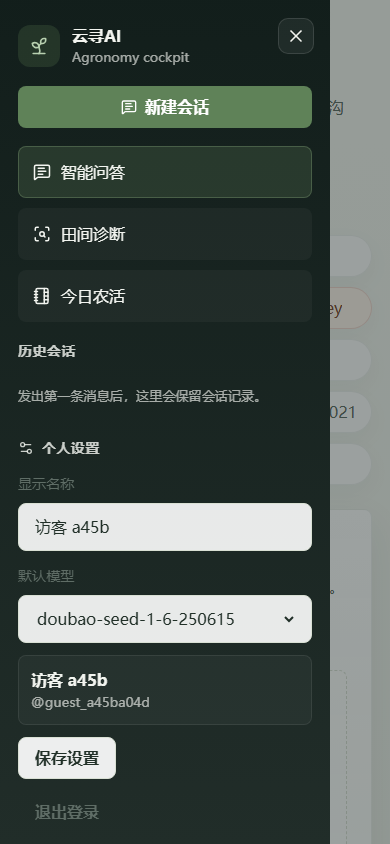 云寻AI
Agronomy cockpit
新建会话
沟
智能问答
田间诊断
今日农活
ey
历史会话
发出第一条消息后，这里会保留会话记录。
021
个人设置
显示名称
访客 a45b
默认模型
。
doubao-seed-1-6-250615
访客 a45b
@guest_a45ba04d
保存设置
退出登录